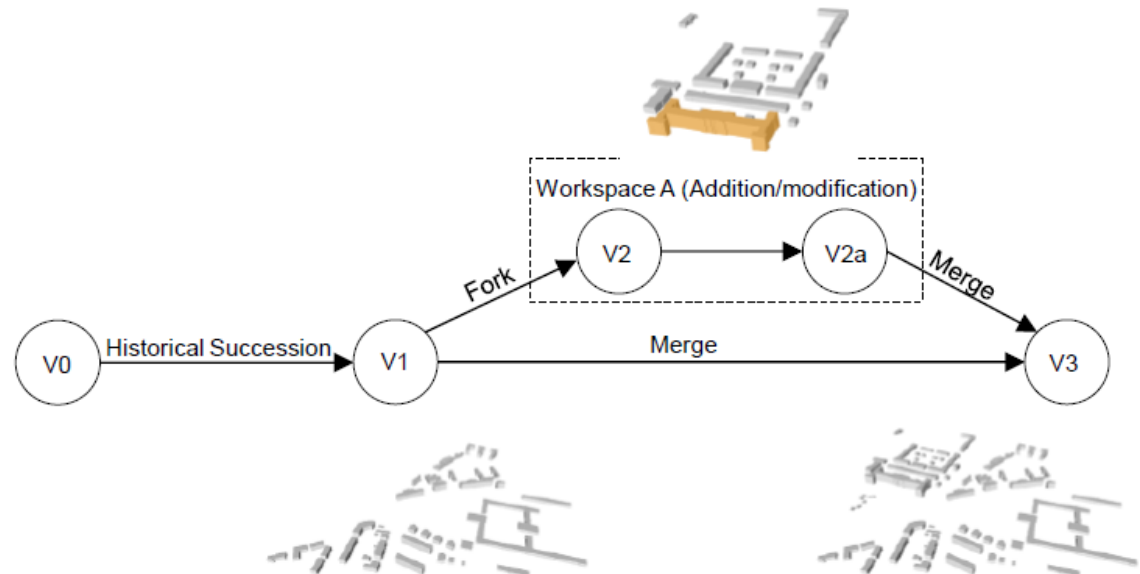 Workspace A (Addition/modification)
V2
V2a
Fork
Merge
V0
Historical Succession
V1
Merge
V3